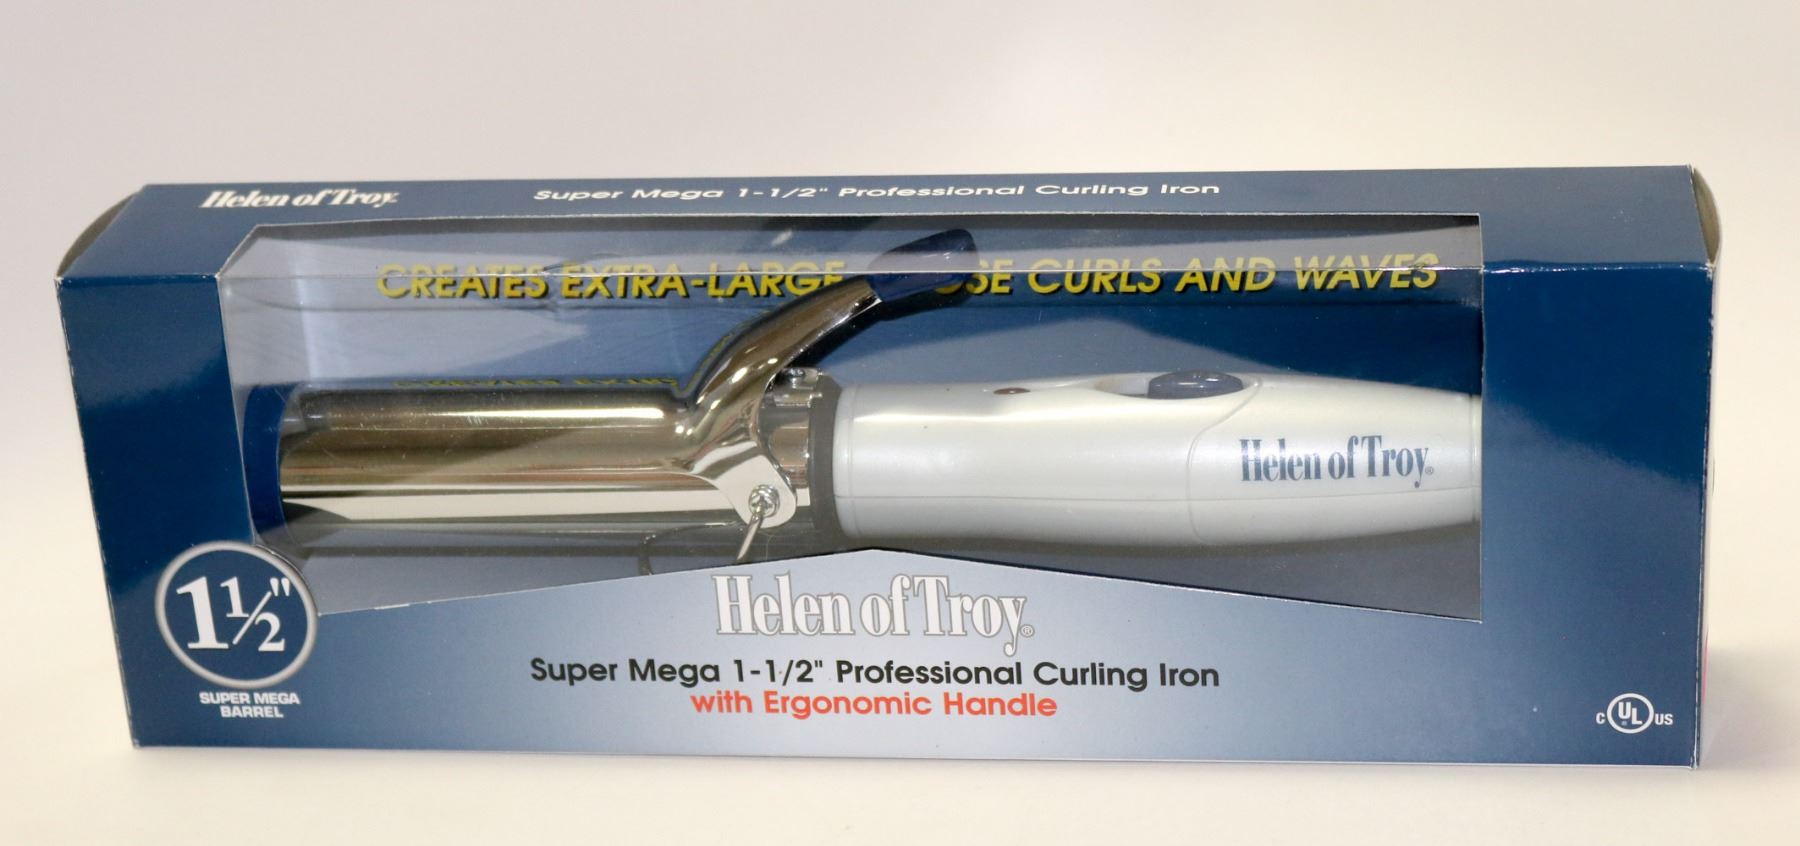 Helen of Troy
Super Mega 1-1/2" Professional Curling Iron
CREATES EXTRA-LARGE CURLS AND WAVES
Helen of Troy®
1½"
SUPER MEGA
BARREL
Helen of Troy®
Super Mega 1-1/2" Professional Curling Iron
with Ergonomic Handle
C UL US